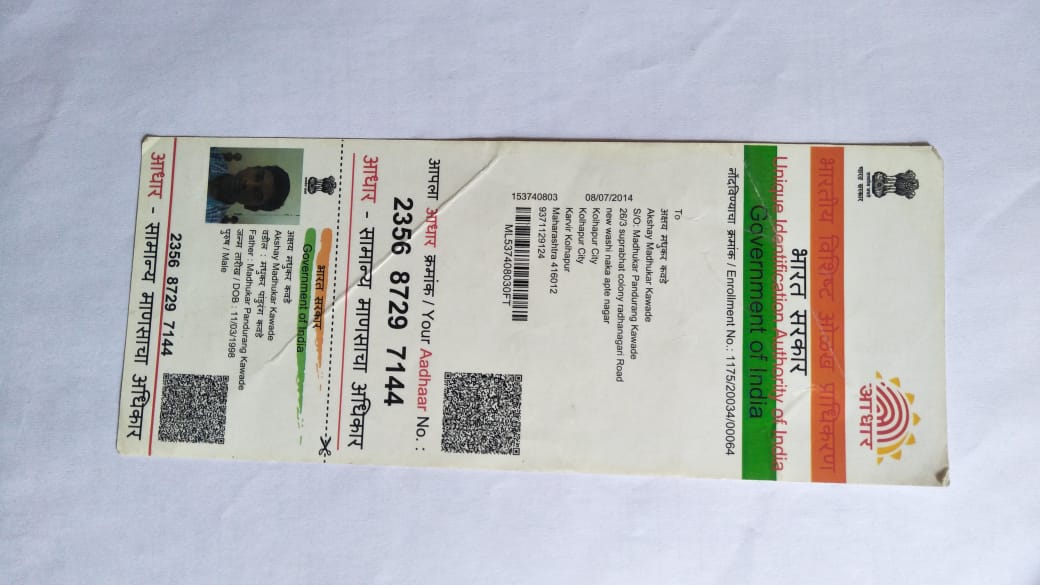 भारत सरकार
आधार
भारतीय विशिष्ट ओळख प्राधिकरण
भारत सरकार
Unique Identification Authority of India
Government of India
नोंदविण्याचा क्रमांक / Enrollment No.: 1175/20034/00064
To
अक्षय मधुकर कवडे
Akshay Madhukar Kawade
S/O: Madhukar Pandurang Kawade
26/3 suprabhat colony radhanagari Road
new washi naka apte nagar
Kolhapur City
Kolhapur City
Karvir Kolhapur
Maharashtra 416012
9371129124
08/07/2014
153740803
ML537408030FT
आपला आधार क्रमांक / Your Aadhaar No. :
2356 8729 7144
आधार - सामान्य माणसाचा अधिकार
भारत सरकार
Government of India
अक्षय मधुकर कवडे
Akshay Madhukar Kawade
वडील : मधुकर पांडुरंग कवडे
Father : Madhukar Pandurang Kawade
जन्म तारीख / DOB : 11/03/1998
पुरुष / Male
2356 8729 7144
आधार - सामान्य माणसाचा अधिकार